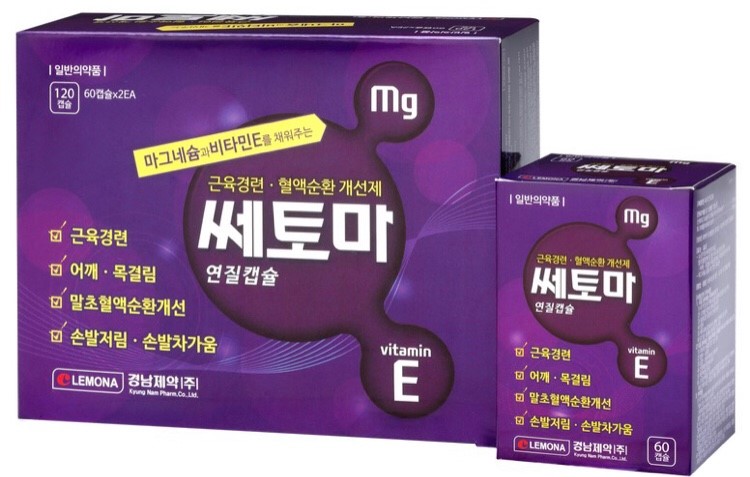 | 일반의약품 |
120
캡슐
60캡슐x2EA
Mg
마그네슘과비타민E를 채워주는
근육경련 · 혈액순환 개선제
쎄토마
연질캡슐
근육경련
어깨 · 목결림
말초혈액순환개선
손발저림 · 손발차가움
vitamin
E
LEMONA
경남제약(주)
Kyung Nam Pharm.Co.,Ltd.
| 일반의약품 |
Mg
근육경련 · 혈액순환 개선제
쎄토마
연질캡슐
근육경련
어깨 · 목결림
말초혈액순환개선
손발저림 · 손발차가움
vitamin
E
LEMONA
경남제약(주)
Kyung Nam Pharm.Co.,Ltd.
60
캡슐